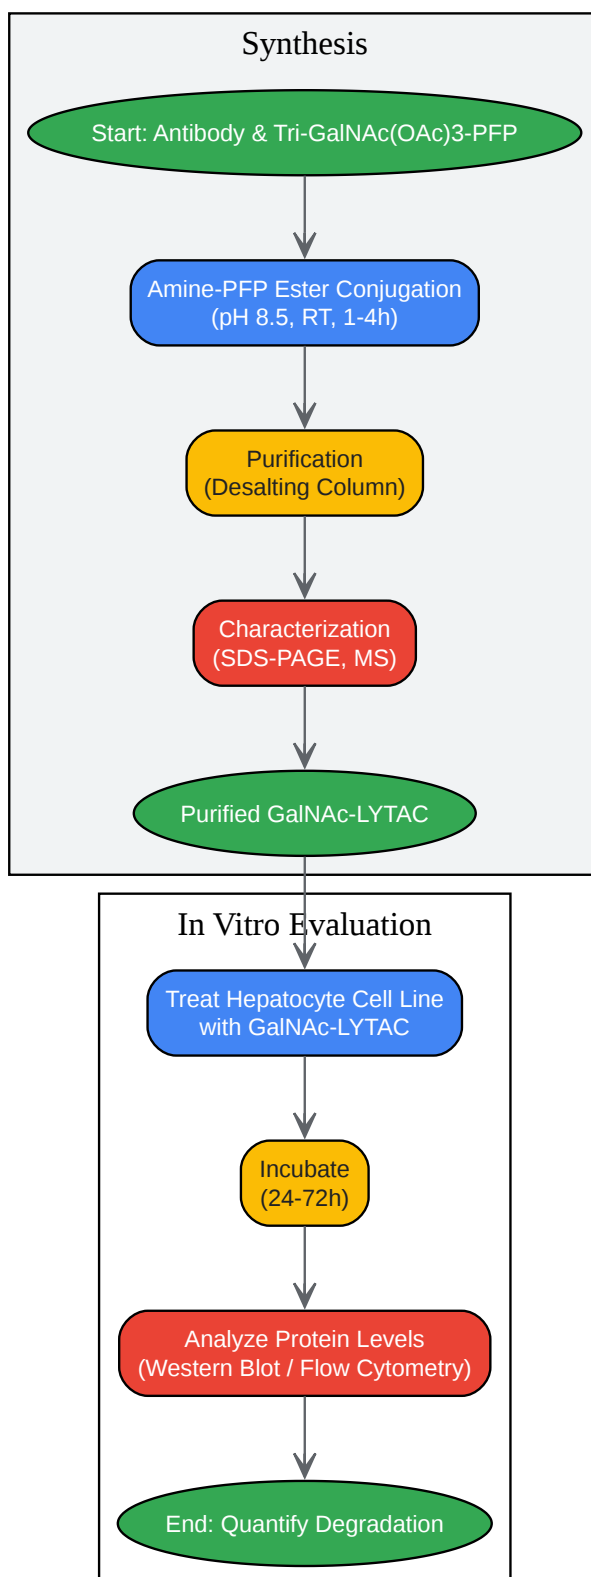 Synthesis
Start: Antibody & Tri-GalNAc(OAc)3-PFP
Amine-PFP Ester Conjugation
(pH 8.5, RT, 1-4h)
Purification
(Desalting Column)
Characterization
(SDS-PAGE, MS)
Purified GalNAc-LYTAC
In Vitro Evaluation
Treat Hepatocyte Cell Line
with GalNAc-LYTAC
Incubate
(24-72h)
Analyze Protein Levels
(Western Blot / Flow Cytometry)
End: Quantify Degradation